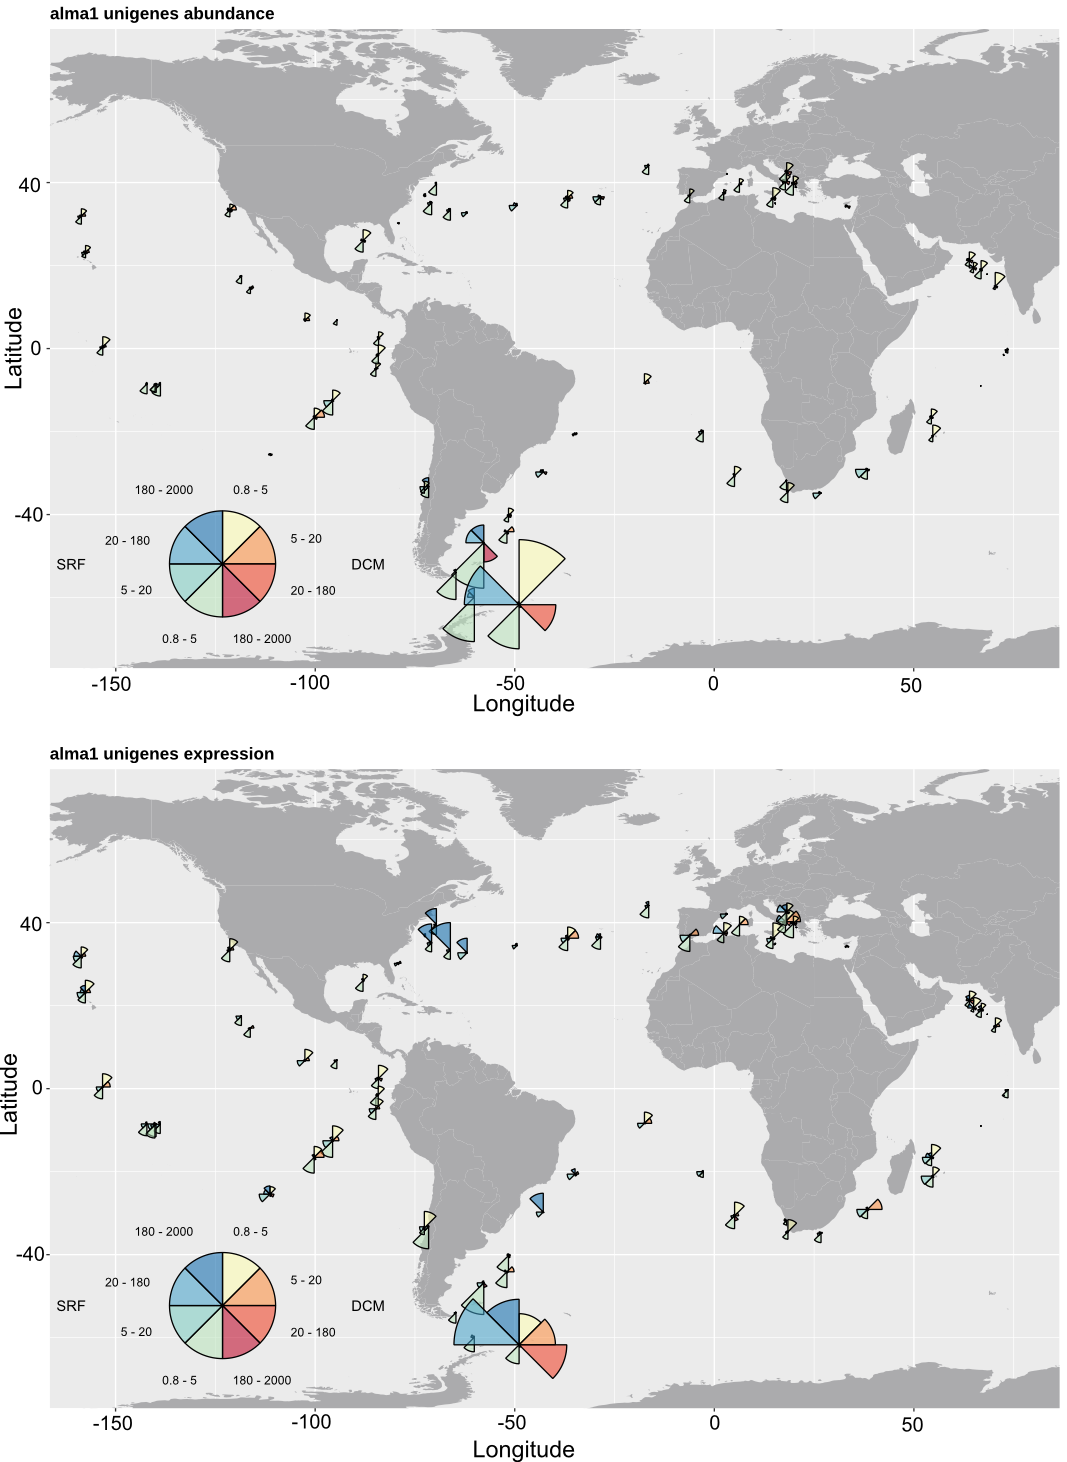 alma1 unigenes abundance
Latitude
40
0
-40
180 - 2000
0.8 - 5
20 - 180
5 - 20
SRF
DCM
5 - 20
20 - 180
0.8 - 5
180 - 2000
-150
-100
-50
0
50
Longitude
alma1 unigenes expression
Latitude
40
0
-40
180 - 2000
0.8 - 5
20 - 180
5 - 20
SRF
DCM
5 - 20
20 - 180
0.8 - 5
180 - 2000
-150
-100
-50
0
50
Longitude